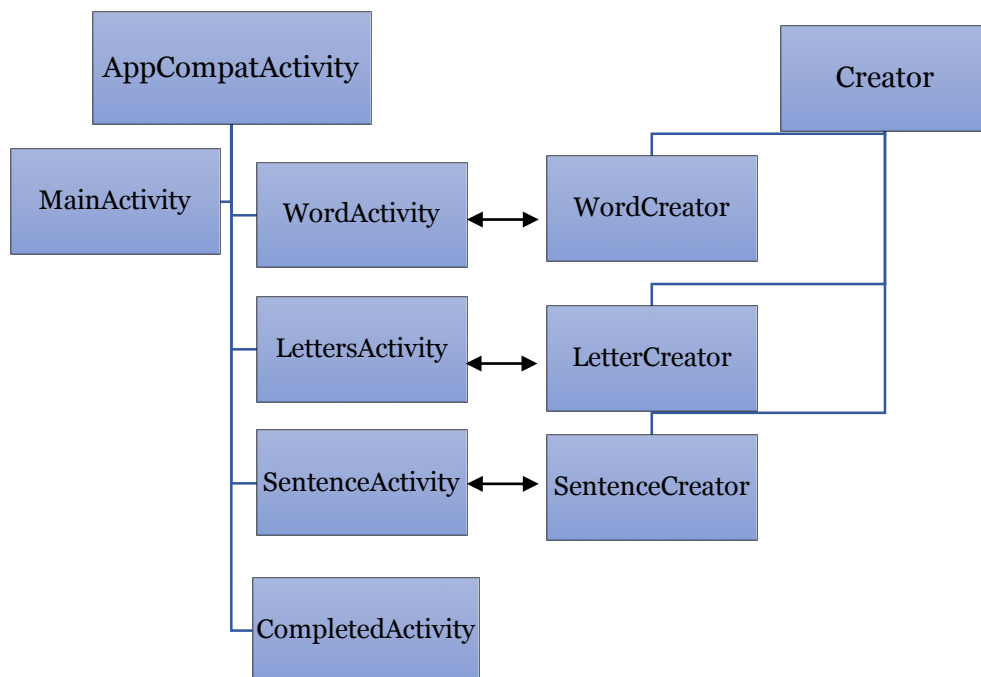 AppCompatActivity
Creator
MainActivity
WordActivity
WordCreator
LettersActivity
LetterCreator
SentenceActivity
SentenceCreator
CompletedActivity